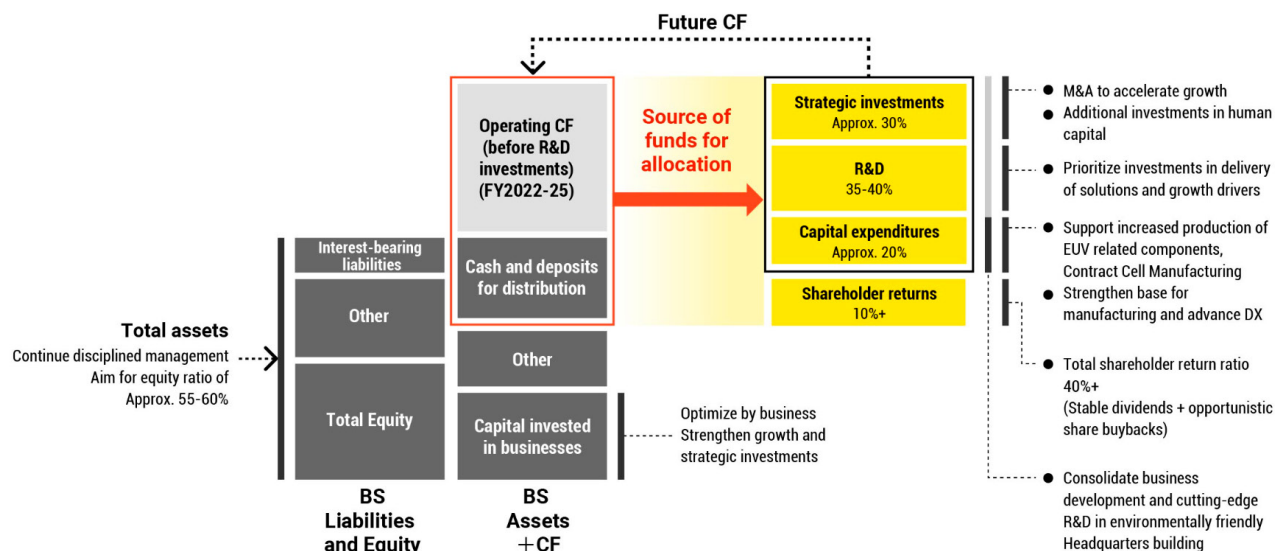 Future CF
Operating CF
(before R&D
investments)
(FY2022-25)
Source of
funds for
allocation
Strategic investments
Approx. 30%
R&D
35-40%
Capital expenditures
Approx. 20%
Shareholder returns
10%+
● M&A to accelerate growth
● Additional investments in human
capital
● Prioritize investments in delivery
of solutions and growth drivers
● Support increased production of
EUV related components,
Contract Cell Manufacturing
● Strengthen base for
manufacturing and advance DX
● Total shareholder return ratio
40%+
(Stable dividends + opportunistic
share buybacks)
● Consolidate business
development and cutting-edge
R&D in environmentally friendly
Headquarters building
Total assets
Continue disciplined management
Aim for equity ratio of
Approx. 55-60%
Interest-bearing
liabilities
Other
Total Equity
BS
Liabilities
and Equity
Cash and deposits
for distribution
Other
Capital invested
in businesses
BS
Assets
+CF
Optimize by business
Strengthen growth and
strategic investments